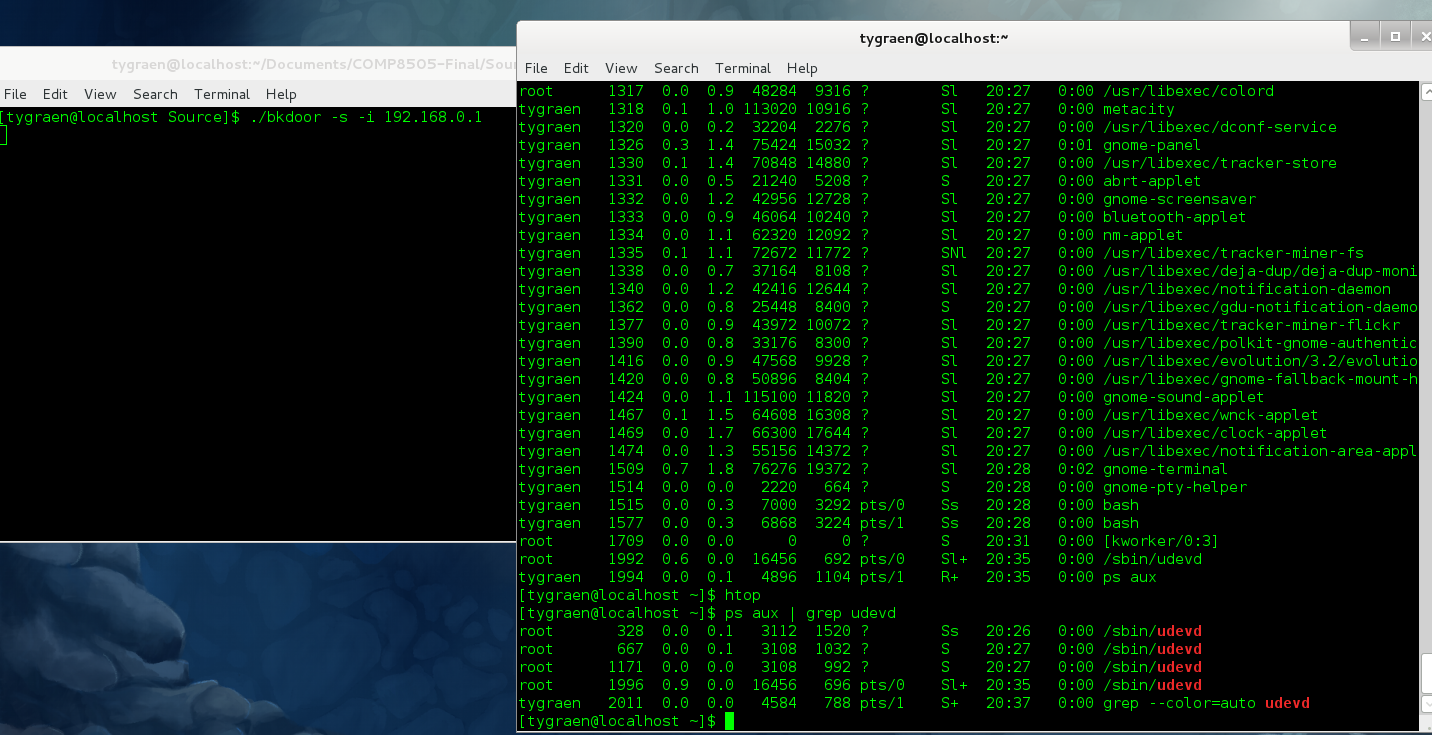 tygraen@localhost:~/Documents/COMP8505-Final/Sour
File Edit View Search Terminal Help
[tygraen@localhost Source]$ ./bkdoor -s -i 192.168.0.1
tygraen@localhost:~
File Edit View Search Terminal Help
root 1317 0.0 0.9 48284 9316 ? Sl 20:27 0:00 /usr/libexec/colord
tygraen 1318 0.1 1.0 113020 10916 ? Sl 20:27 0:00 metacity
tygraen 1320 0.0 0.2 32204 2276 ? Sl 20:27 0:00 /usr/libexec/dconf-service
tygraen 1326 0.3 1.4 75424 15032 ? Sl 20:27 0:01 gnome-panel
tygraen 1330 0.1 1.4 70848 14880 ? Sl 20:27 0:00 /usr/libexec/tracker-store
tygraen 1331 0.0 0.5 21240 5208 ? S 20:27 0:00 abrt-applet
tygraen 1332 0.0 1.2 42956 12728 ? Sl 20:27 0:00 gnome-screensaver
tygraen 1333 0.0 0.9 46064 10240 ? Sl 20:27 0:00 bluetooth-applet
tygraen 1334 0.0 1.1 62320 12092 ? Sl 20:27 0:00 nm-applet
tygraen 1335 0.1 1.1 72672 11772 ? SNl 20:27 0:00 /usr/libexec/tracker-miner-fs
tygraen 1338 0.0 0.7 37164 8108 ? Sl 20:27 0:00 /usr/libexec/deja-dup/deja-dup-moni
tygraen 1340 0.0 1.2 42416 12644 ? Sl 20:27 0:00 /usr/libexec/notification-daemon
tygraen 1362 0.0 0.8 25448 8400 ? S 20:27 0:00 /usr/libexec/gdu-notification-daemo
tygraen 1377 0.0 0.9 43972 10072 ? Sl 20:27 0:00 /usr/libexec/tracker-miner-flickr
tygraen 1390 0.0 0.8 33176 8300 ? Sl 20:27 0:00 /usr/libexec/polkit-gnome-authentic
tygraen 1416 0.0 0.9 47568 9928 ? Sl 20:27 0:00 /usr/libexec/evolution/3.2/evolutio
tygraen 1420 0.0 0.8 50896 8404 ? Sl 20:27 0:00 /usr/libexec/gnome-fallback-mount-h
tygraen 1424 0.0 1.1 115100 11820 ? Sl 20:27 0:00 gnome-sound-applet
tygraen 1467 0.1 1.5 64608 16308 ? Sl 20:27 0:00 /usr/libexec/wnck-applet
tygraen 1469 0.0 1.7 66300 17644 ? Sl 20:27 0:00 /usr/libexec/clock-applet
tygraen 1474 0.0 1.3 55156 14372 ? Sl 20:27 0:00 /usr/libexec/notification-area-appl
tygraen 1509 0.7 1.8 76276 19372 ? Sl 20:28 0:02 gnome-terminal
tygraen 1514 0.0 0.0 2220 664 ? S 20:28 0:00 gnome-pty-helper
tygraen 1515 0.0 0.3 7000 3292 pts/0 Ss 20:28 0:00 bash
tygraen 1577 0.0 0.3 6868 3224 pts/1 Ss 20:28 0:00 bash
root 1709 0.0 0.0 0 0 ? S 20:31 0:00 [kworker/0:3]
root 1992 0.6 0.0 16456 692 pts/0 Sl+ 20:35 0:00 /sbin/udevd
tygraen 1994 0.0 0.1 4896 1104 pts/1 R+ 20:35 0:00 ps aux
[tygraen@localhost ~]$ htop
[tygraen@localhost ~]$ ps aux | grep udevd
root 328 0.0 0.1 3112 1520 ? Ss 20:26 0:00 /sbin/udevd
root 667 0.0 0.1 3108 1032 ? S 20:27 0:00 /sbin/udevd
root 1171 0.0 0.0 3108 992 ? S 20:27 0:00 /sbin/udevd
root 1996 0.9 0.0 16456 696 pts/0 Sl+ 20:35 0:00 /sbin/udevd
tygraen 2011 0.0 0.0 4584 788 pts/1 S+ 20:37 0:00 grep --color=auto udevd
[tygraen@localhost ~]$